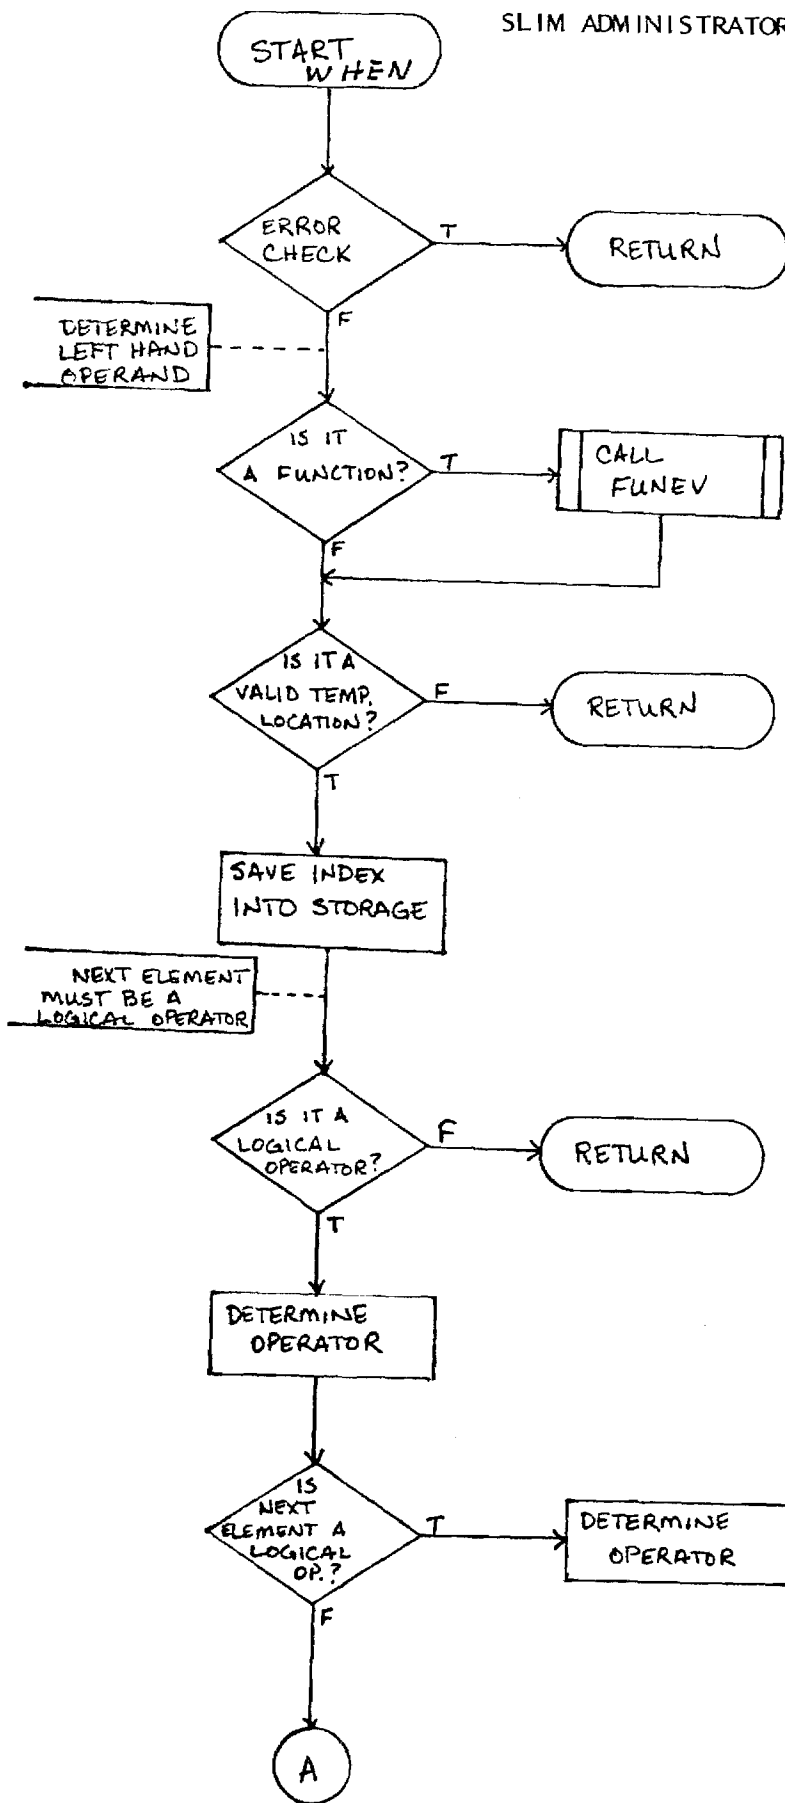 SLIM ADMINISTRATOR
START
WHEN
ERROR
CHECK
T
RETURN
F
DETERMINE
LEFT HAND
OPERAND
IS IT
A FUNCTION?
T
CALL
FUNEV
F
IS IT A
VALID TEMP.
LOCATION?
F
RETURN
T
SAVE INDEX
INTO STORAGE
NEXT ELEMENT
MUST BE A
LOGICAL OPERATOR
IS IT A
LOGICAL
OPERATOR?
F
RETURN
T
DETERMINE
OPERATOR
IS
NEXT
ELEMENT A
LOGICAL
OP.?
T
DETERMINE
OPERATOR
F
A